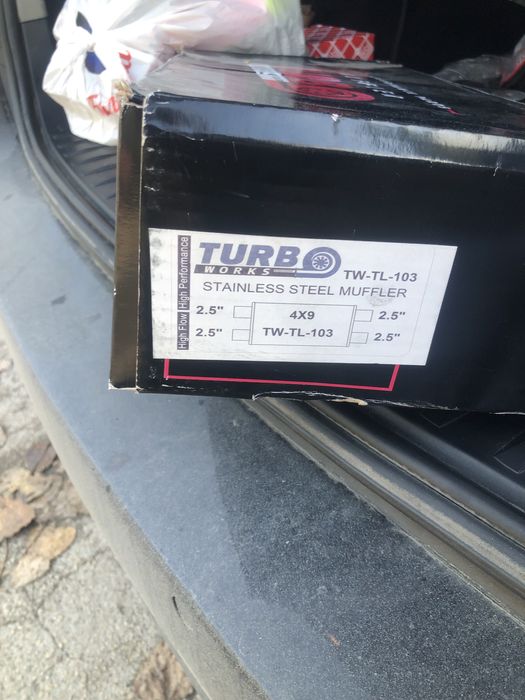 High Flow High Performance
TURBO
WORKS
TW-TL-103
STAINLESS STEEL MUFFLER
2.5" 4X9 2.5"
2.5" TW-TL-103 2.5"